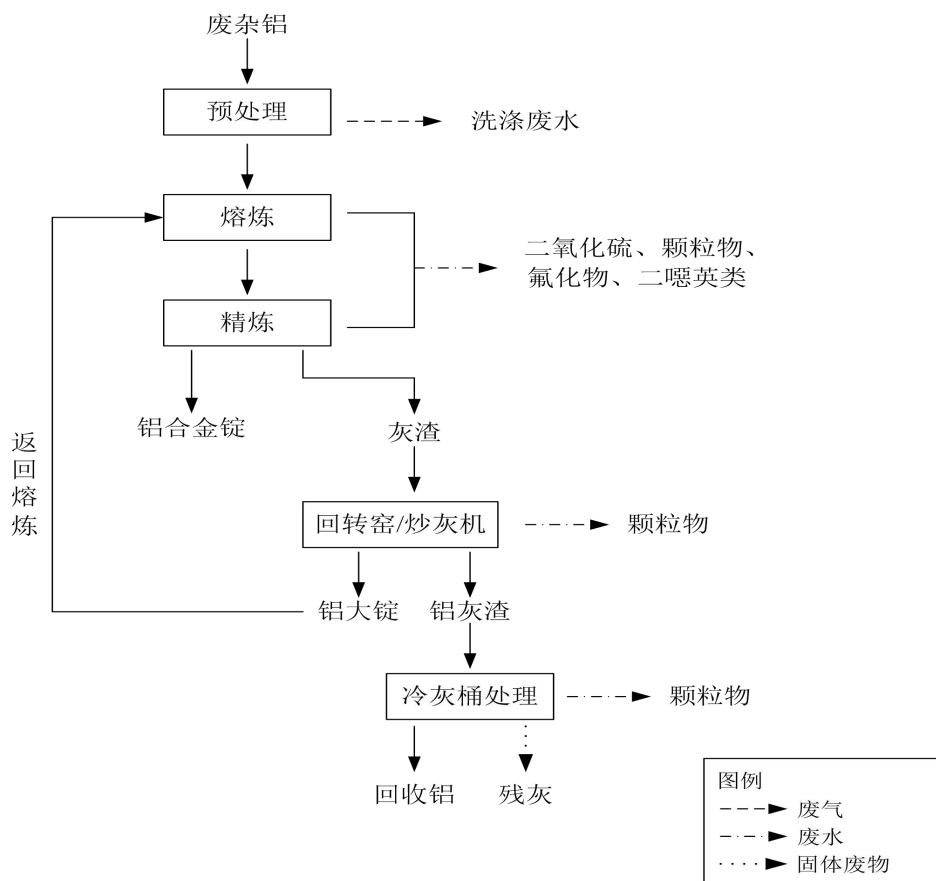 废杂铝
预处理
洗涤废水
熔炼
二氧化硫、颗粒物、
氟化物、二噁英类
精炼
铝合金锭
灰渣
返回熔炼
回转窑/炒灰机
颗粒物
铝大锭
铝灰渣
冷灰桶处理
颗粒物
回收铝
残灰
图例
废气
废水
固体废物